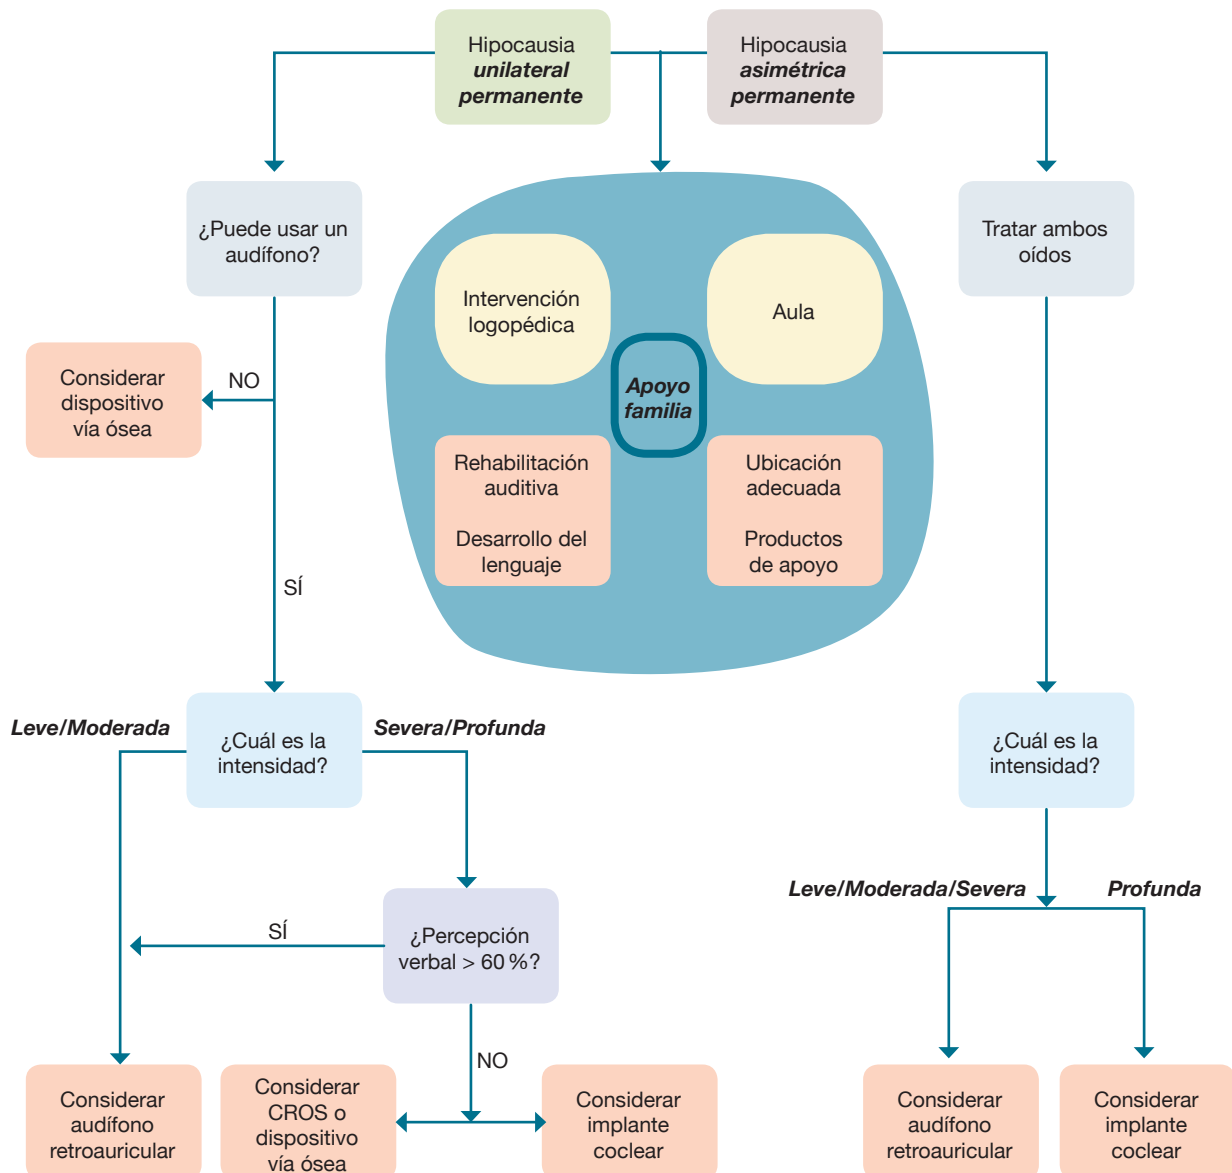 Hipocausia
unilateral
permanente
Hipocausia
asimétrica
permanente
¿Puede usar un
audífono?
Tratar ambos
oídos
Intervención
logopédica
Aula
Apoyo
familia
Considerar
dispositivo
vía ósea
NO
Rehabilitación
auditiva
Desarrollo del
lenguaje
Ubicación
adecuada
Productos
de apoyo
SÍ
Leve/Moderada
¿Cuál es la
intensidad?
Severa/Profunda
¿Cuál es la
intensidad?
Leve/Moderada/Severa
Profunda
SÍ
¿Percepción
verbal > 60 %?
NO
Considerar
audífono
retroauricular
Considerar
CROS o
dispositivo
vía ósea
Considerar
implante
coclear
Considerar
audífono
retroauricular
Considerar
implante
coclear